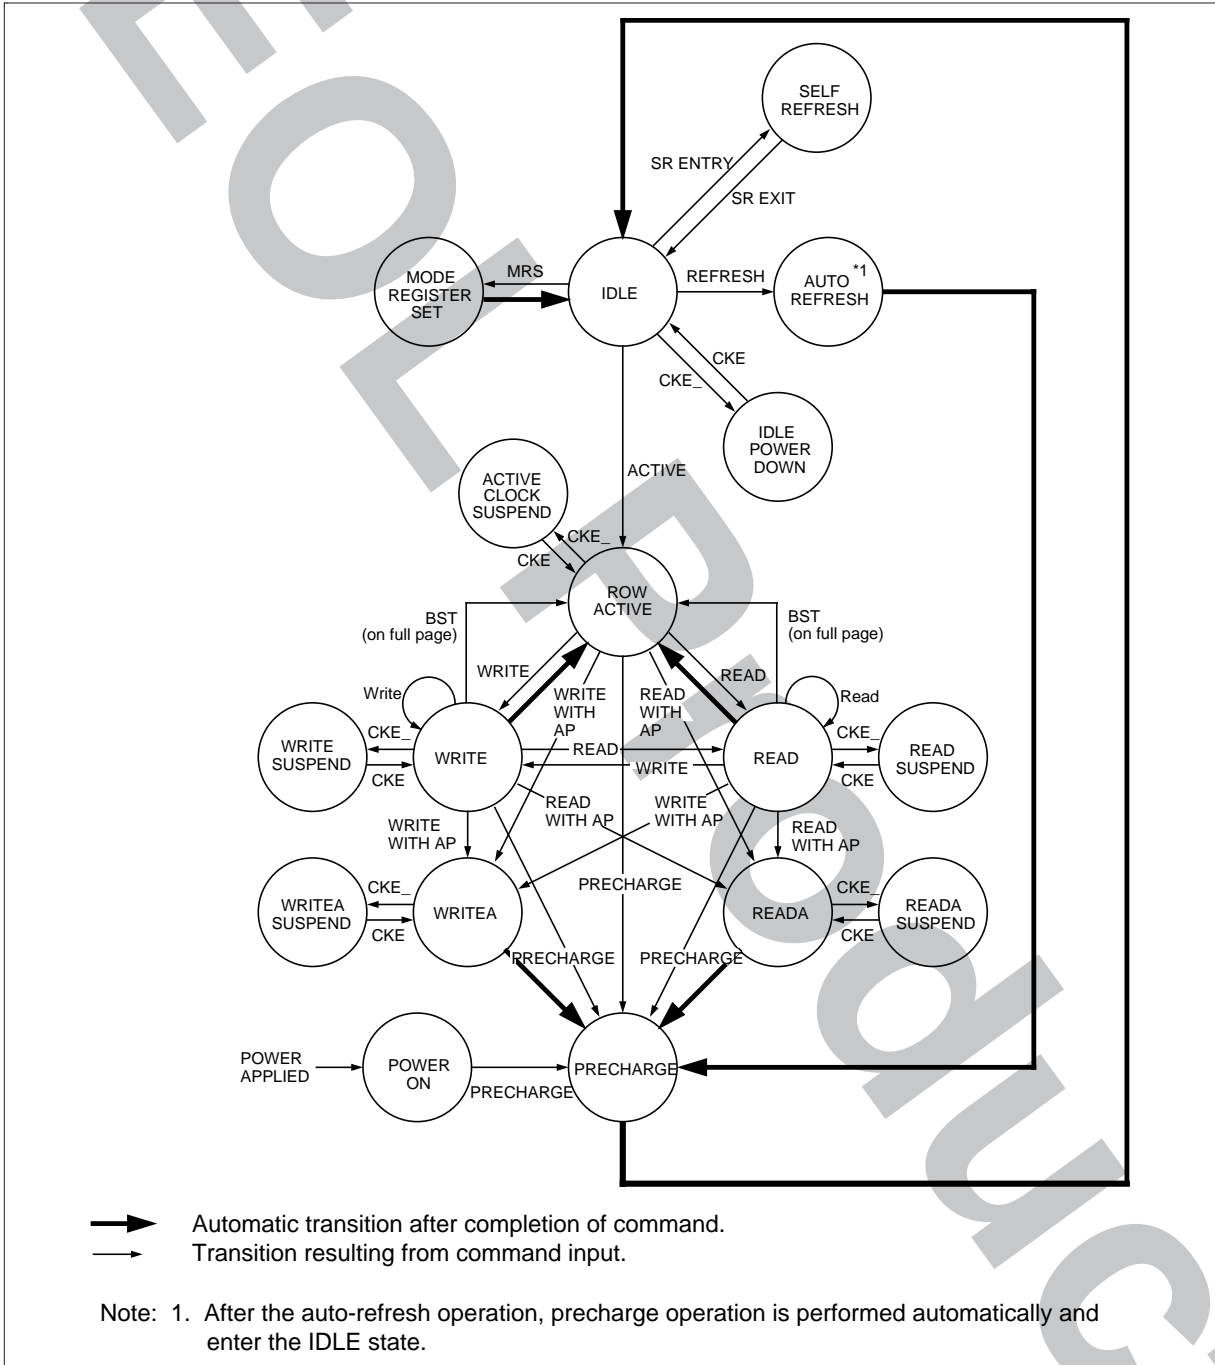 SELF
REFRESH
SR ENTRY
SR EXIT
MODE
REGISTER
SET
MRS
IDLE
REFRESH
AUTO *1
REFRESH
CKE
CKE_
IDLE
POWER
DOWN
ACTIVE
CLOCK
SUSPEND
ACTIVE
CKE_
CKE
ROW
ACTIVE
BST
(on full page)
BST
(on full page)
WRITE
READ
WRITE
WITH
AP
READ
WITH
AP
Write
Read
WRITE
SUSPEND
CKE_
CKE
WRITE
READ
WRITE
READ
CKE_
CKE
READ
SUSPEND
WRITE
WITH AP
READ
WITH AP
WRITE
WITH AP
READ
WITH AP
WRITEA
SUSPEND
CKE_
CKE
WRITEA
PRECHARGE
READA
CKE_
CKE
READA
SUSPEND
PRECHARGE
PRECHARGE
POWER
APPLIED
POWER
ON
PRECHARGE
PRECHARGE
Automatic transition after completion of command.
Transition resulting from command input.
Note: 1. After the auto-refresh operation, precharge operation is performed automatically and
enter the IDLE state.
EOL Product